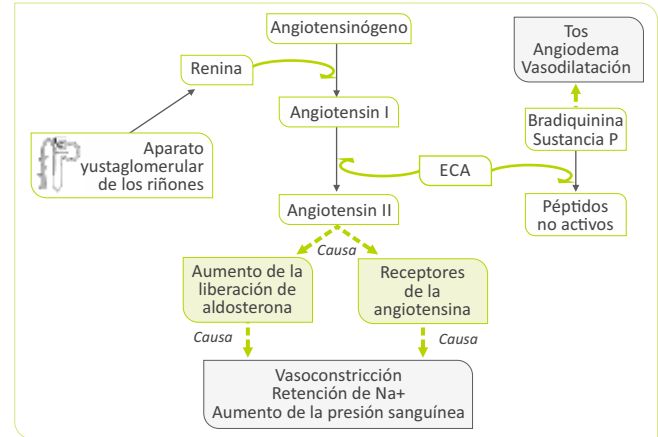 Angiotensinógeno
Renina
Angiotensin I
Aparato
yustaglomerular
de los riñones
ECA
Angiotensin II
Tos
Angiodema
Vasodilatación
Bradiquinina
Sustancia P
Péptidos
no activos
Causa
Aumento de la
liberación de
aldosterona
Receptores
de la
angiotensina
Causa
Causa
Vasoconstricción
Retención de Na+
Aumento de la presión sanguínea